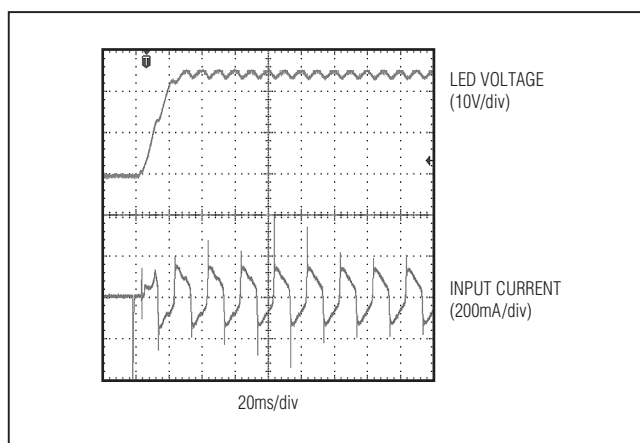 LED VOLTAGE
(10V/div)
INPUT CURRENT
(200mA/div)
20ms/div